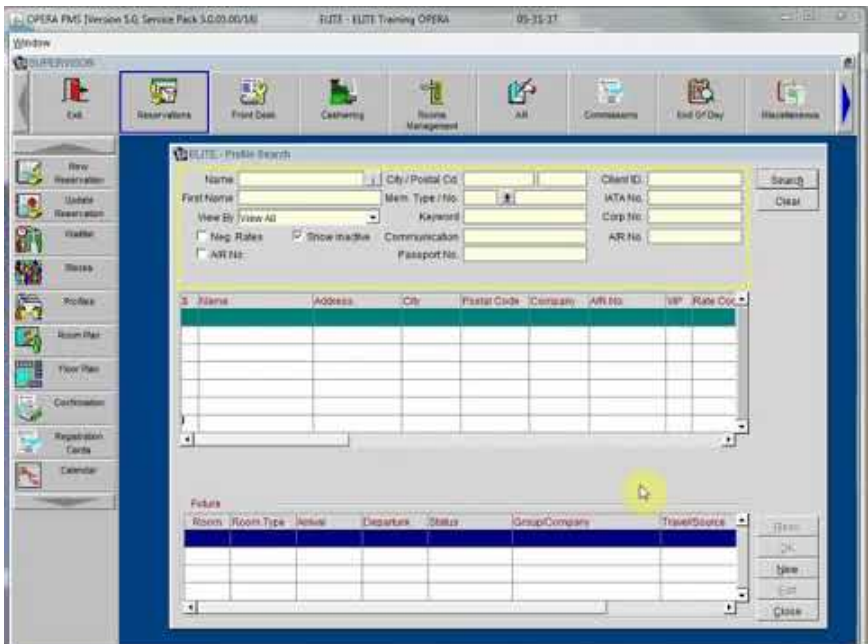 OPERA PMS [Version 5.0, Service Pack 5.0.03.00/18] ELITE - ELITE Training OPERA 05-31-17
Window
SUPERVISOR
Exit Reservations Front Desk Cashiering Rooms Management AR Commissions End Of Day Miscellaneous
New Reservation
Update Reservation
Waitlist
Blocks
Profiles
Room Plan
Floor Plan
Confirmation
Registration Cards
Calendar
ELITE - Profile Search
Name City / Postal Cd. Client ID. Search
First Name Mem. Type / No. IATA No. Clear
View By View All Keyword Corp No.
Neg. Rates Show Inactive Communication A/R No.
A/R No. Passport No.
S Name Address City Postal Code Company A/R No. VIP Rate Cod
Future
Room Room Type Arrival Departure Status Group/Company Travel/Source
OK
New
Edit
Close